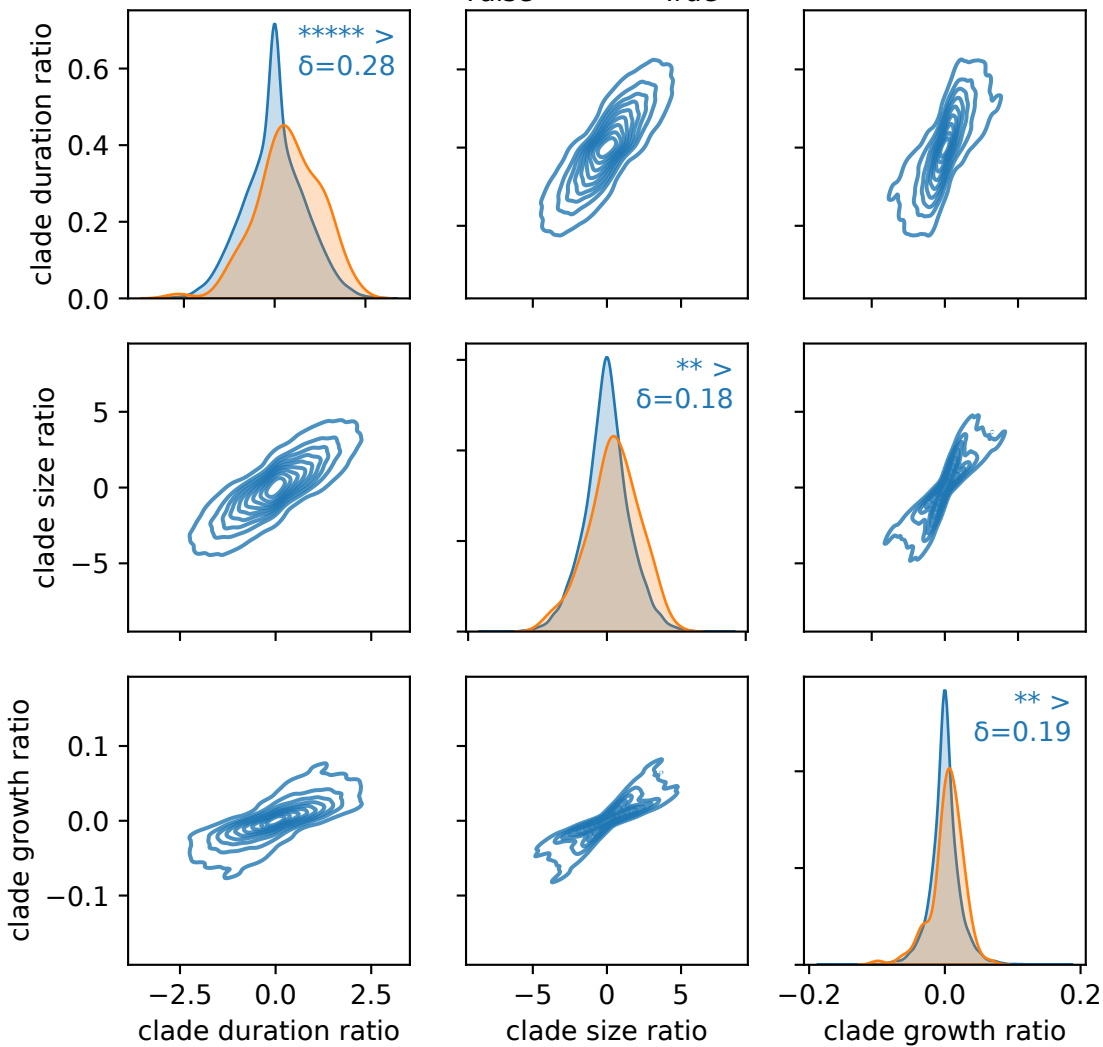 clade duration ratio
0.6
0.4
0.2
0.0
***** >
δ=0.28
clade size ratio
5
0
−5
** >
δ=0.18
clade growth ratio
0.1
0.0
−0.1
** >
δ=0.19
−2.5 0.0 2.5
−5 0 5
−0.2 0.0 0.2
clade duration ratio
clade size ratio
clade growth ratio